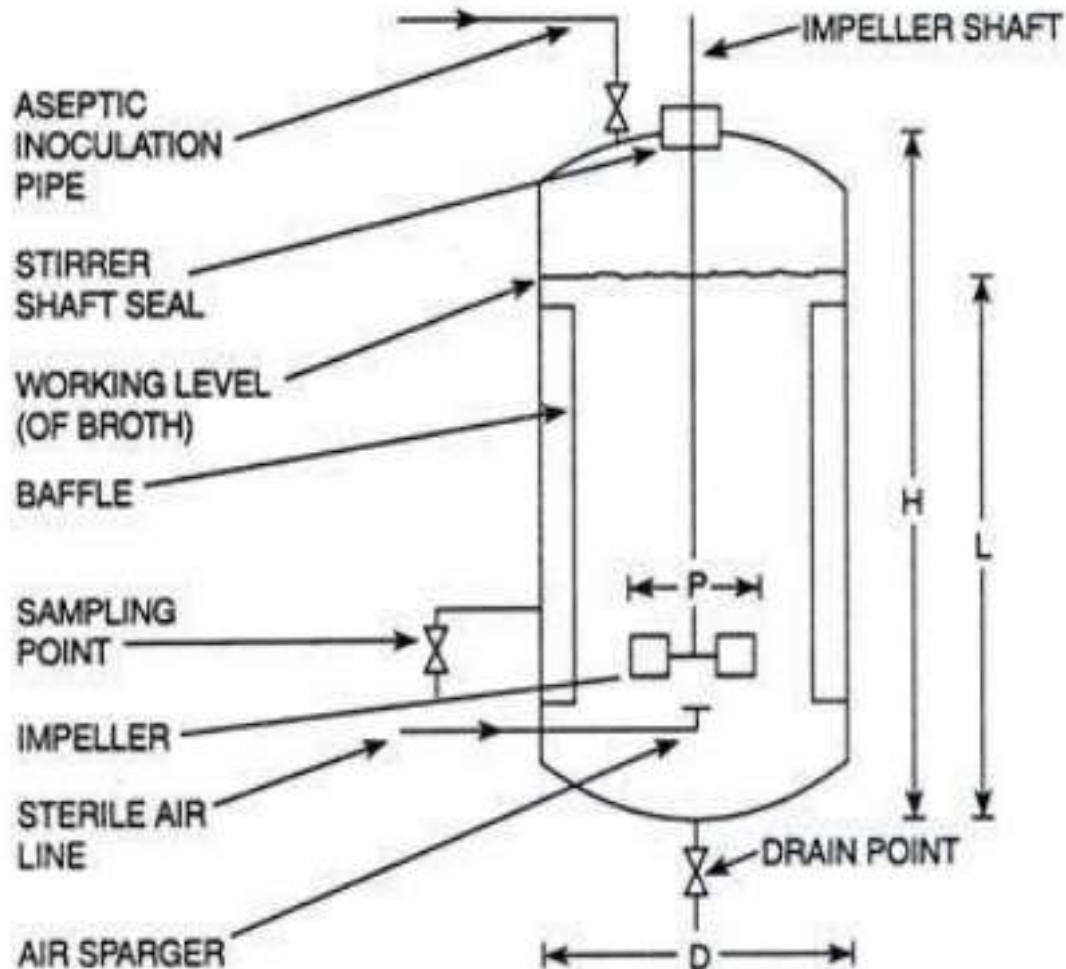 IMPELLER SHAFT
ASEPTIC
INOCULATION
PIPE
STIRRER
SHAFT SEAL
WORKING LEVEL
(OF BROTH)
BAFFLE
H
L
P
SAMPLING
POINT
IMPELLER
STERILE AIR
LINE
DRAIN POINT
AIR SPARGER
D